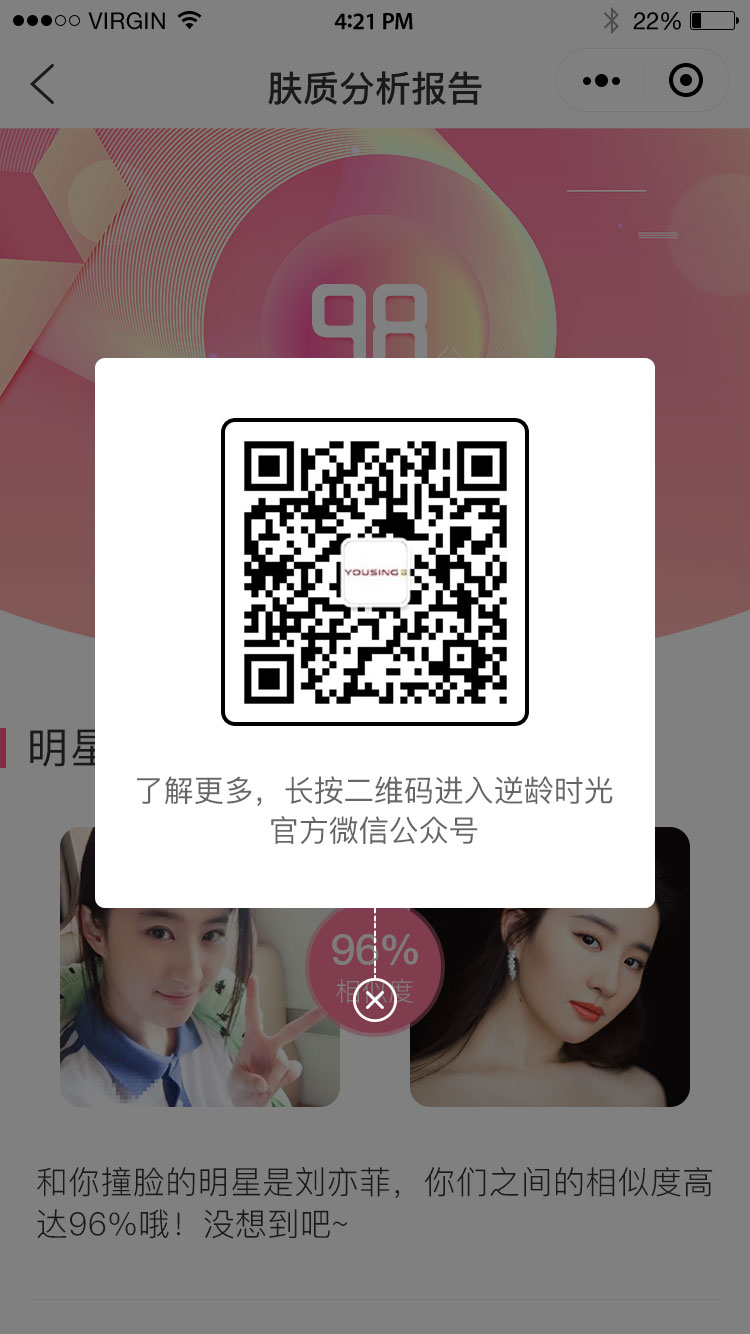 VIRGIN
4:21 PM
22%
肤质分析报告
98
YOUSING
了解更多，长按二维码进入逆龄时光
官方微信公众号
明星
96%
相似度
和你撞脸的明星是刘亦菲，你们之间的相似度高
达96%哦！没想到吧~